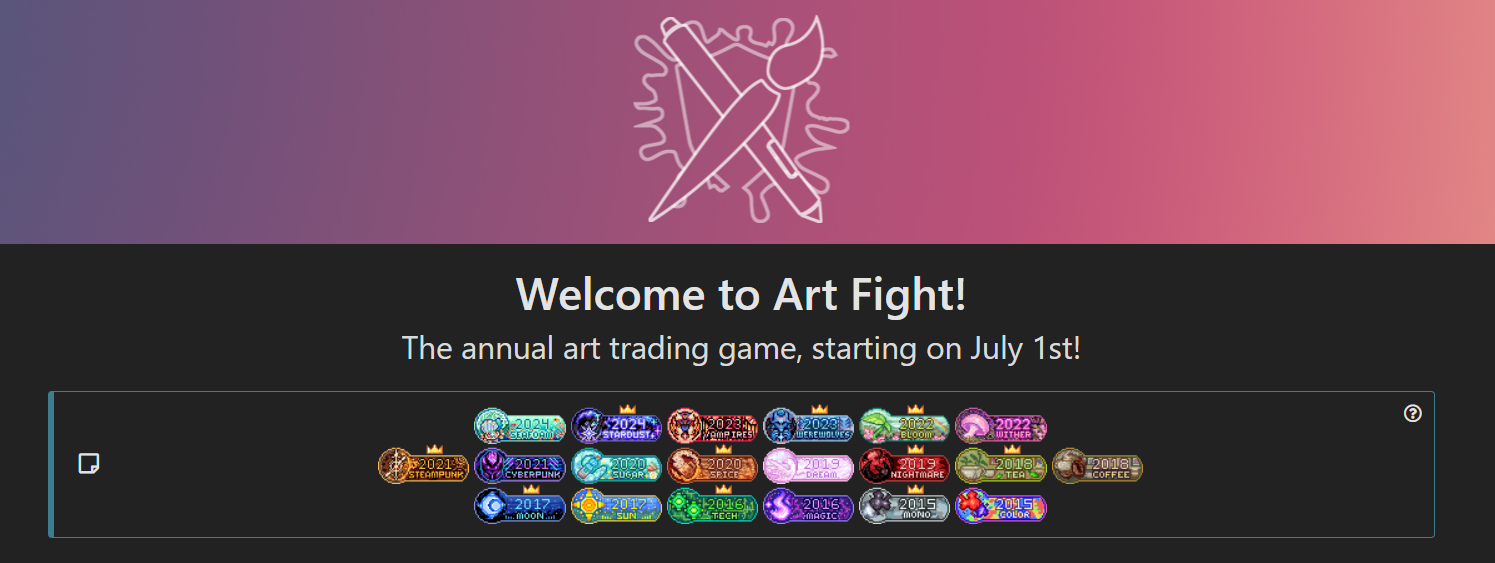 Welcome to Art Fight!
The annual art trading game, starting on July 1st!
2024 SEAFOAM 2024 STARDUST 2023 VAMPIRES 2023 WEREWOLVES 2022 BLOOM 2022 WITHER
2021 STEAMPUNK 2021 CYBERPUNK 2020 SUGAR 2020 SPICE 2019 DREAM 2019 NIGHTMARE 2018 TEA 2018 COFFEE
2017 MOON 2017 SUN 2016 TECH 2016 MAGIC 2015 MONO 2015 COLOR